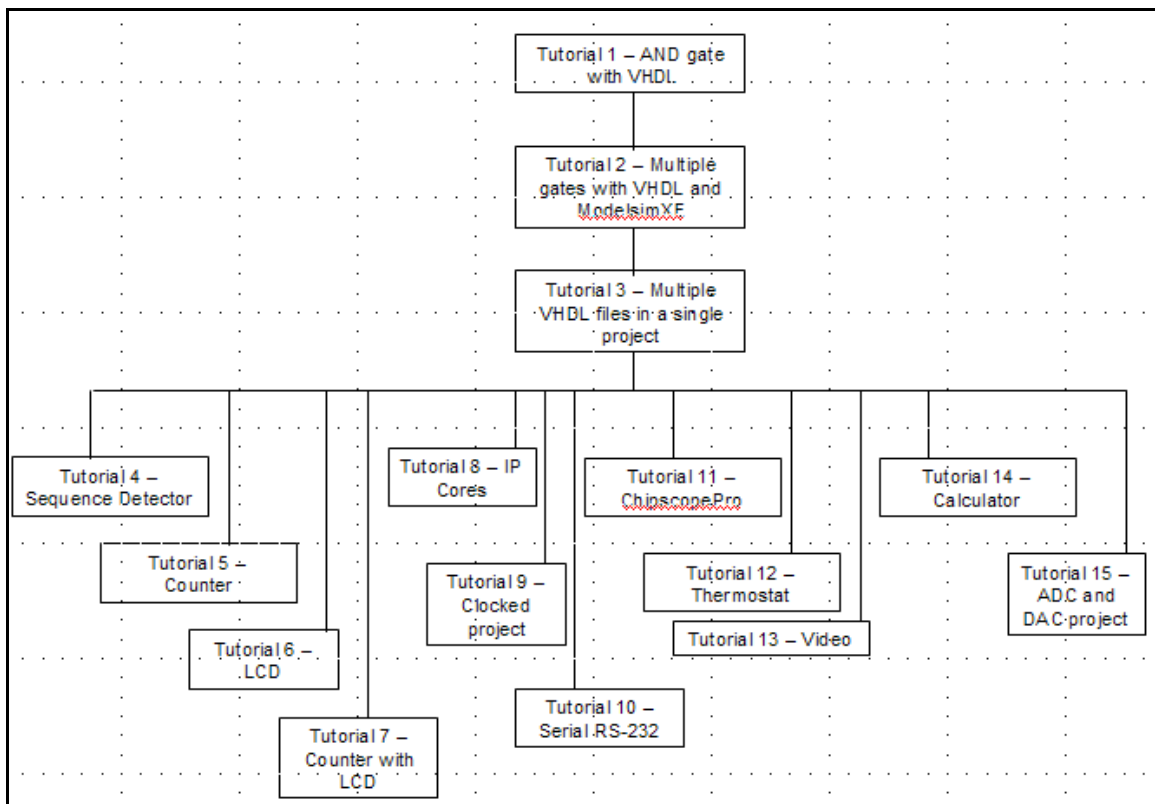 Tutorial 1 – AND gate
with VHDL
Tutorial 2 – Multiple
gates with VHDL and
ModelsimXE
Tutorial 3 – Multiple
VHDL files in a single
project
Tutorial 4 –
Sequence Detector
Tutorial 5 –
Counter
Tutorial 6 –
LCD
Tutorial 7 –
Counter with
LCD
Tutorial 8 – IP
Cores
Tutorial 9 –
Clocked
project
Tutorial 10 –
Serial RS-232
Tutorial 11 –
ChipscopePro
Tutorial 12 –
Thermostat
Tutorial 13 – Video
Tutorial 14 –
Calculator
Tutorial 15 –
ADC and
DAC project